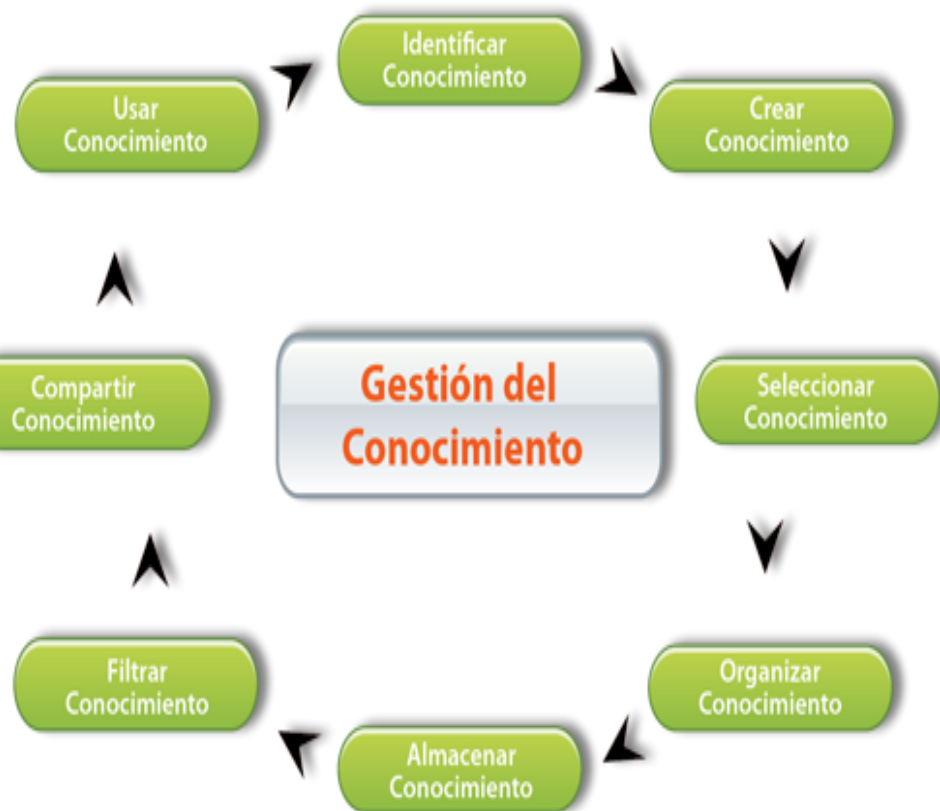 Identificar
Conocimiento
Crear
Conocimiento
Seleccionar
Conocimiento
Organizar
Conocimiento
Almacenar
Conocimiento
Filtrar
Conocimiento
Compartir
Conocimiento
Usar
Conocimiento
Gestión del
Conocimiento